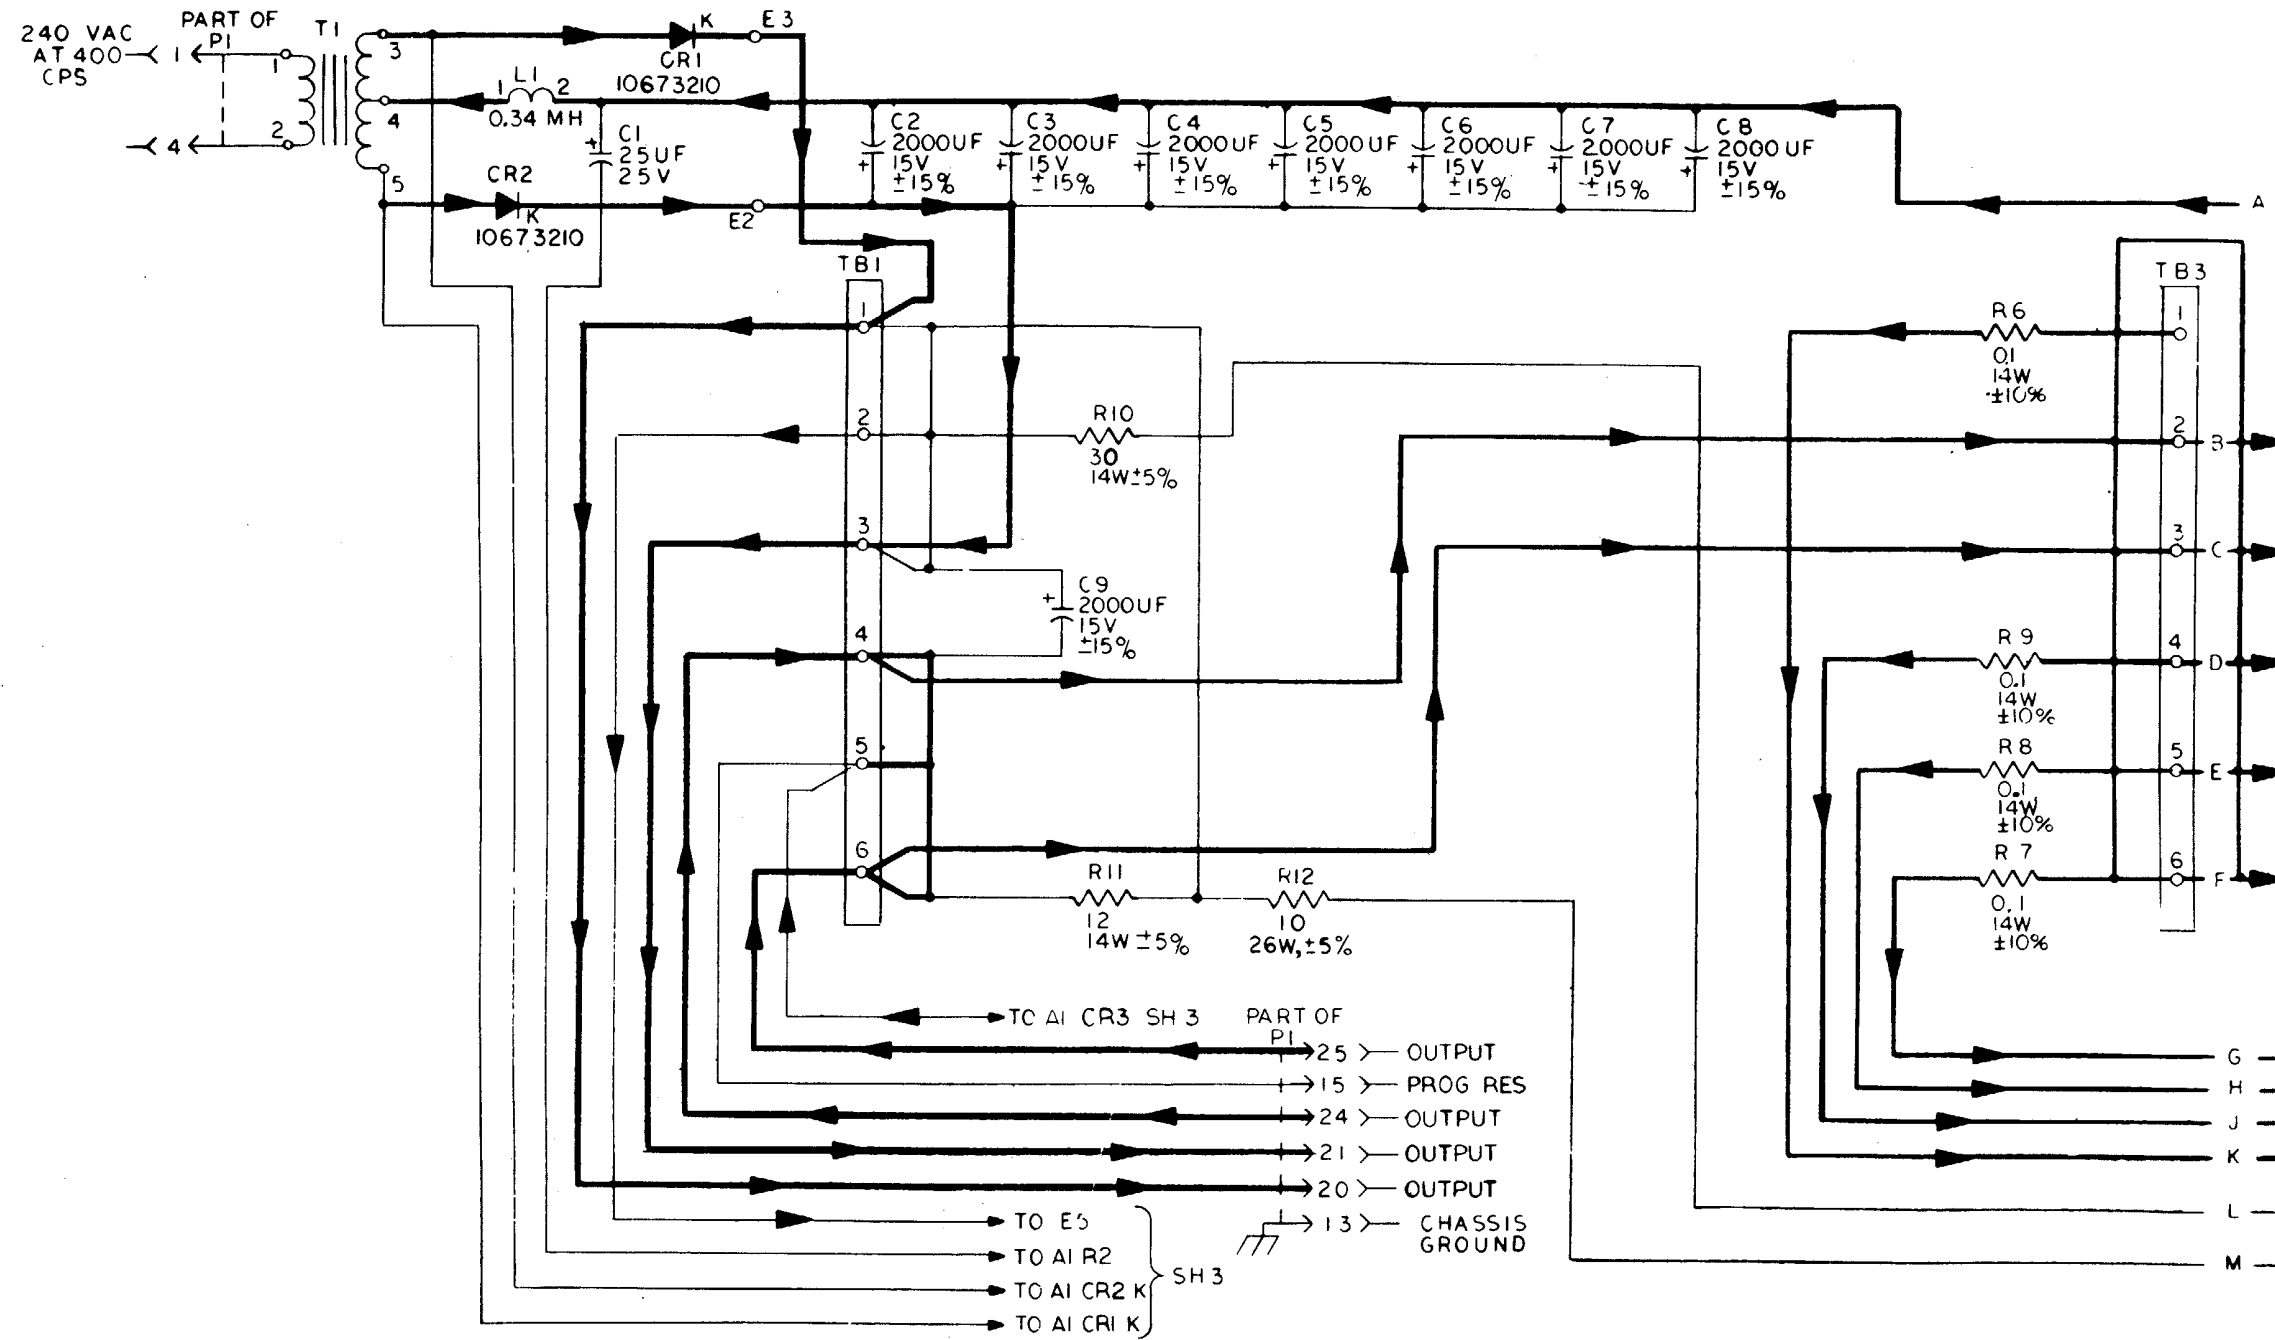 240 VAC
AT 400
CPS
PART OF
P1
1
4
T1
1
2
3
4
5
K
E3
CR1
10673210
L1
1
2
0.34 MH
C1
25UF
25V
+
CR2
K
10673210
E2
C2
2000UF
15V
±15%
+
C3
2000UF
15V
±15%
+
C4
2000UF
15V
±15%
+
C5
2000UF
15V
±15%
+
C6
2000UF
15V
±15%
+
C7
2000UF
15V
±15%
+
C8
2000UF
15V
±15%
+
A
TB1
1
2
3
4
5
6
R10
30
14W±5%
C9
2000UF
15V
±15%
+
R11
12
14W ±5%
R12
10
26W,±5%
TB3
1
2
3
4
5
6
R6
0.1
14W
±10%
R9
0.1
14W
±10%
R8
0.1
14W
±10%
R7
0.1
14W
±10%
B
C
D
E
F
G
H
J
K
L
M
TO A1 CR3 SH 3
PART OF
P1
25 OUTPUT
15 PROG RES
24 OUTPUT
21 OUTPUT
20 OUTPUT
13 CHASSIS
GROUND
TO E5
TO A1 R2
TO A1 CR2 K
TO A1 CR1 K
SH 3